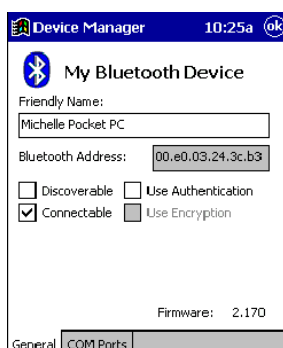 Device Manager 10:25a ok
My Bluetooth Device
Friendly Name:
Michelle Pocket PC
Bluetooth Address: 00.e0.03.24.3c.b3
Discoverable Use Authentication
Connectable Use Encryption
Firmware: 2.170
General COM Ports